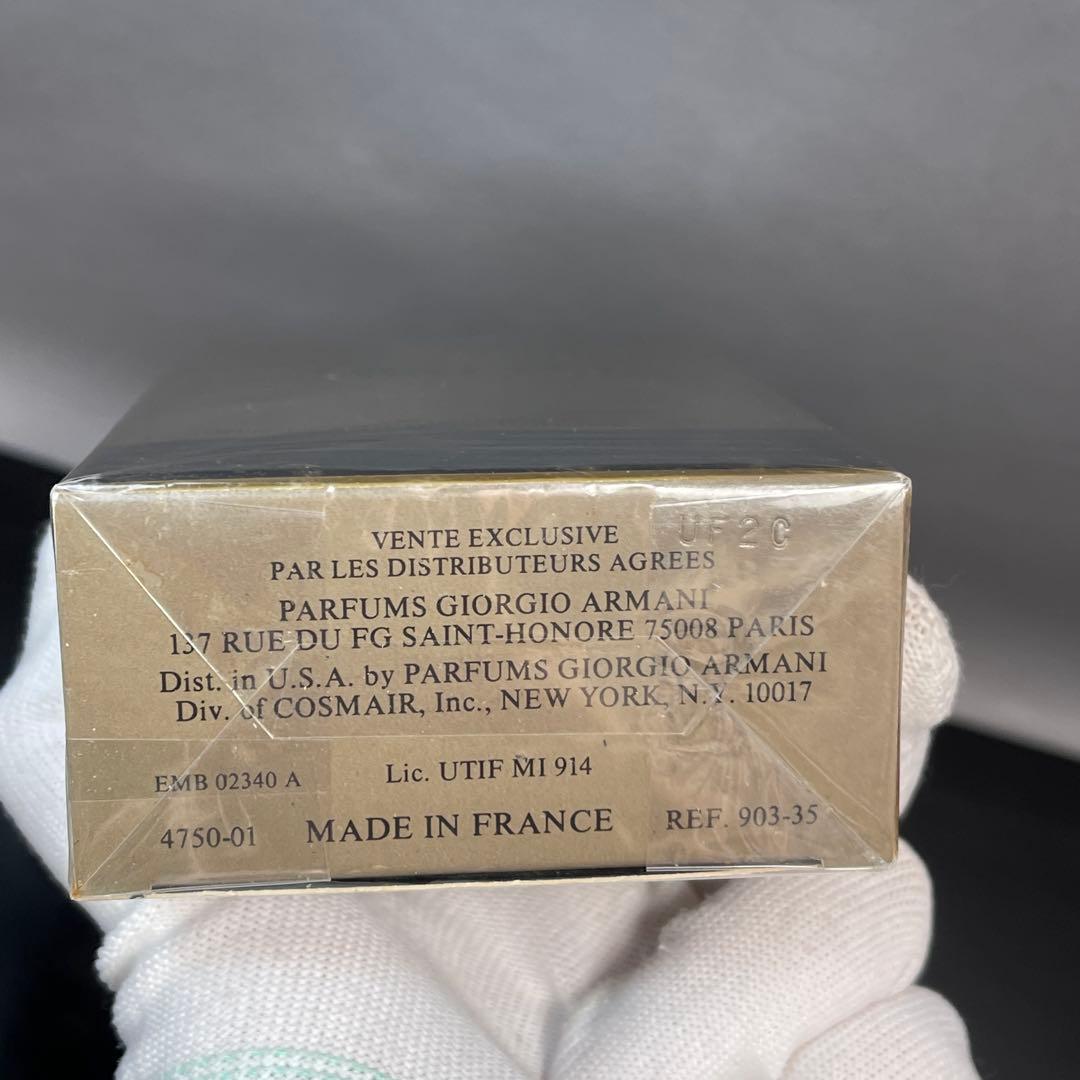 UF2C
VENTE EXCLUSIVE
PAR LES DISTRIBUTEURS AGREES
PARFUMS GIORGIO ARMANI
137 RUE DU FG SAINT-HONORE 75008 PARIS
Dist. in U.S.A. by PARFUMS GIORGIO ARMANI
Div. of COSMAIR, Inc., NEW YORK, N.Y. 10017
EMB 02340 A Lic. UTIF MI 914
4750-01 MADE IN FRANCE REF. 903-35